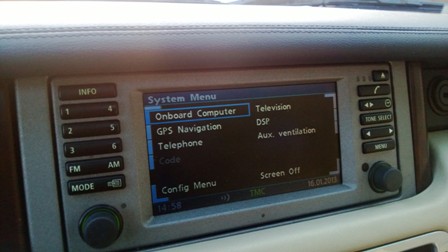 INFO
1 4
2 5
3 6
FM AM
MODE
System Menu
Onboard Computer
GPS Navigation
Telephone
Code
Config Menu
Television
DSP
Aux. ventilation
Screen Off
14:58
TMC
TONE SELECT
MENU